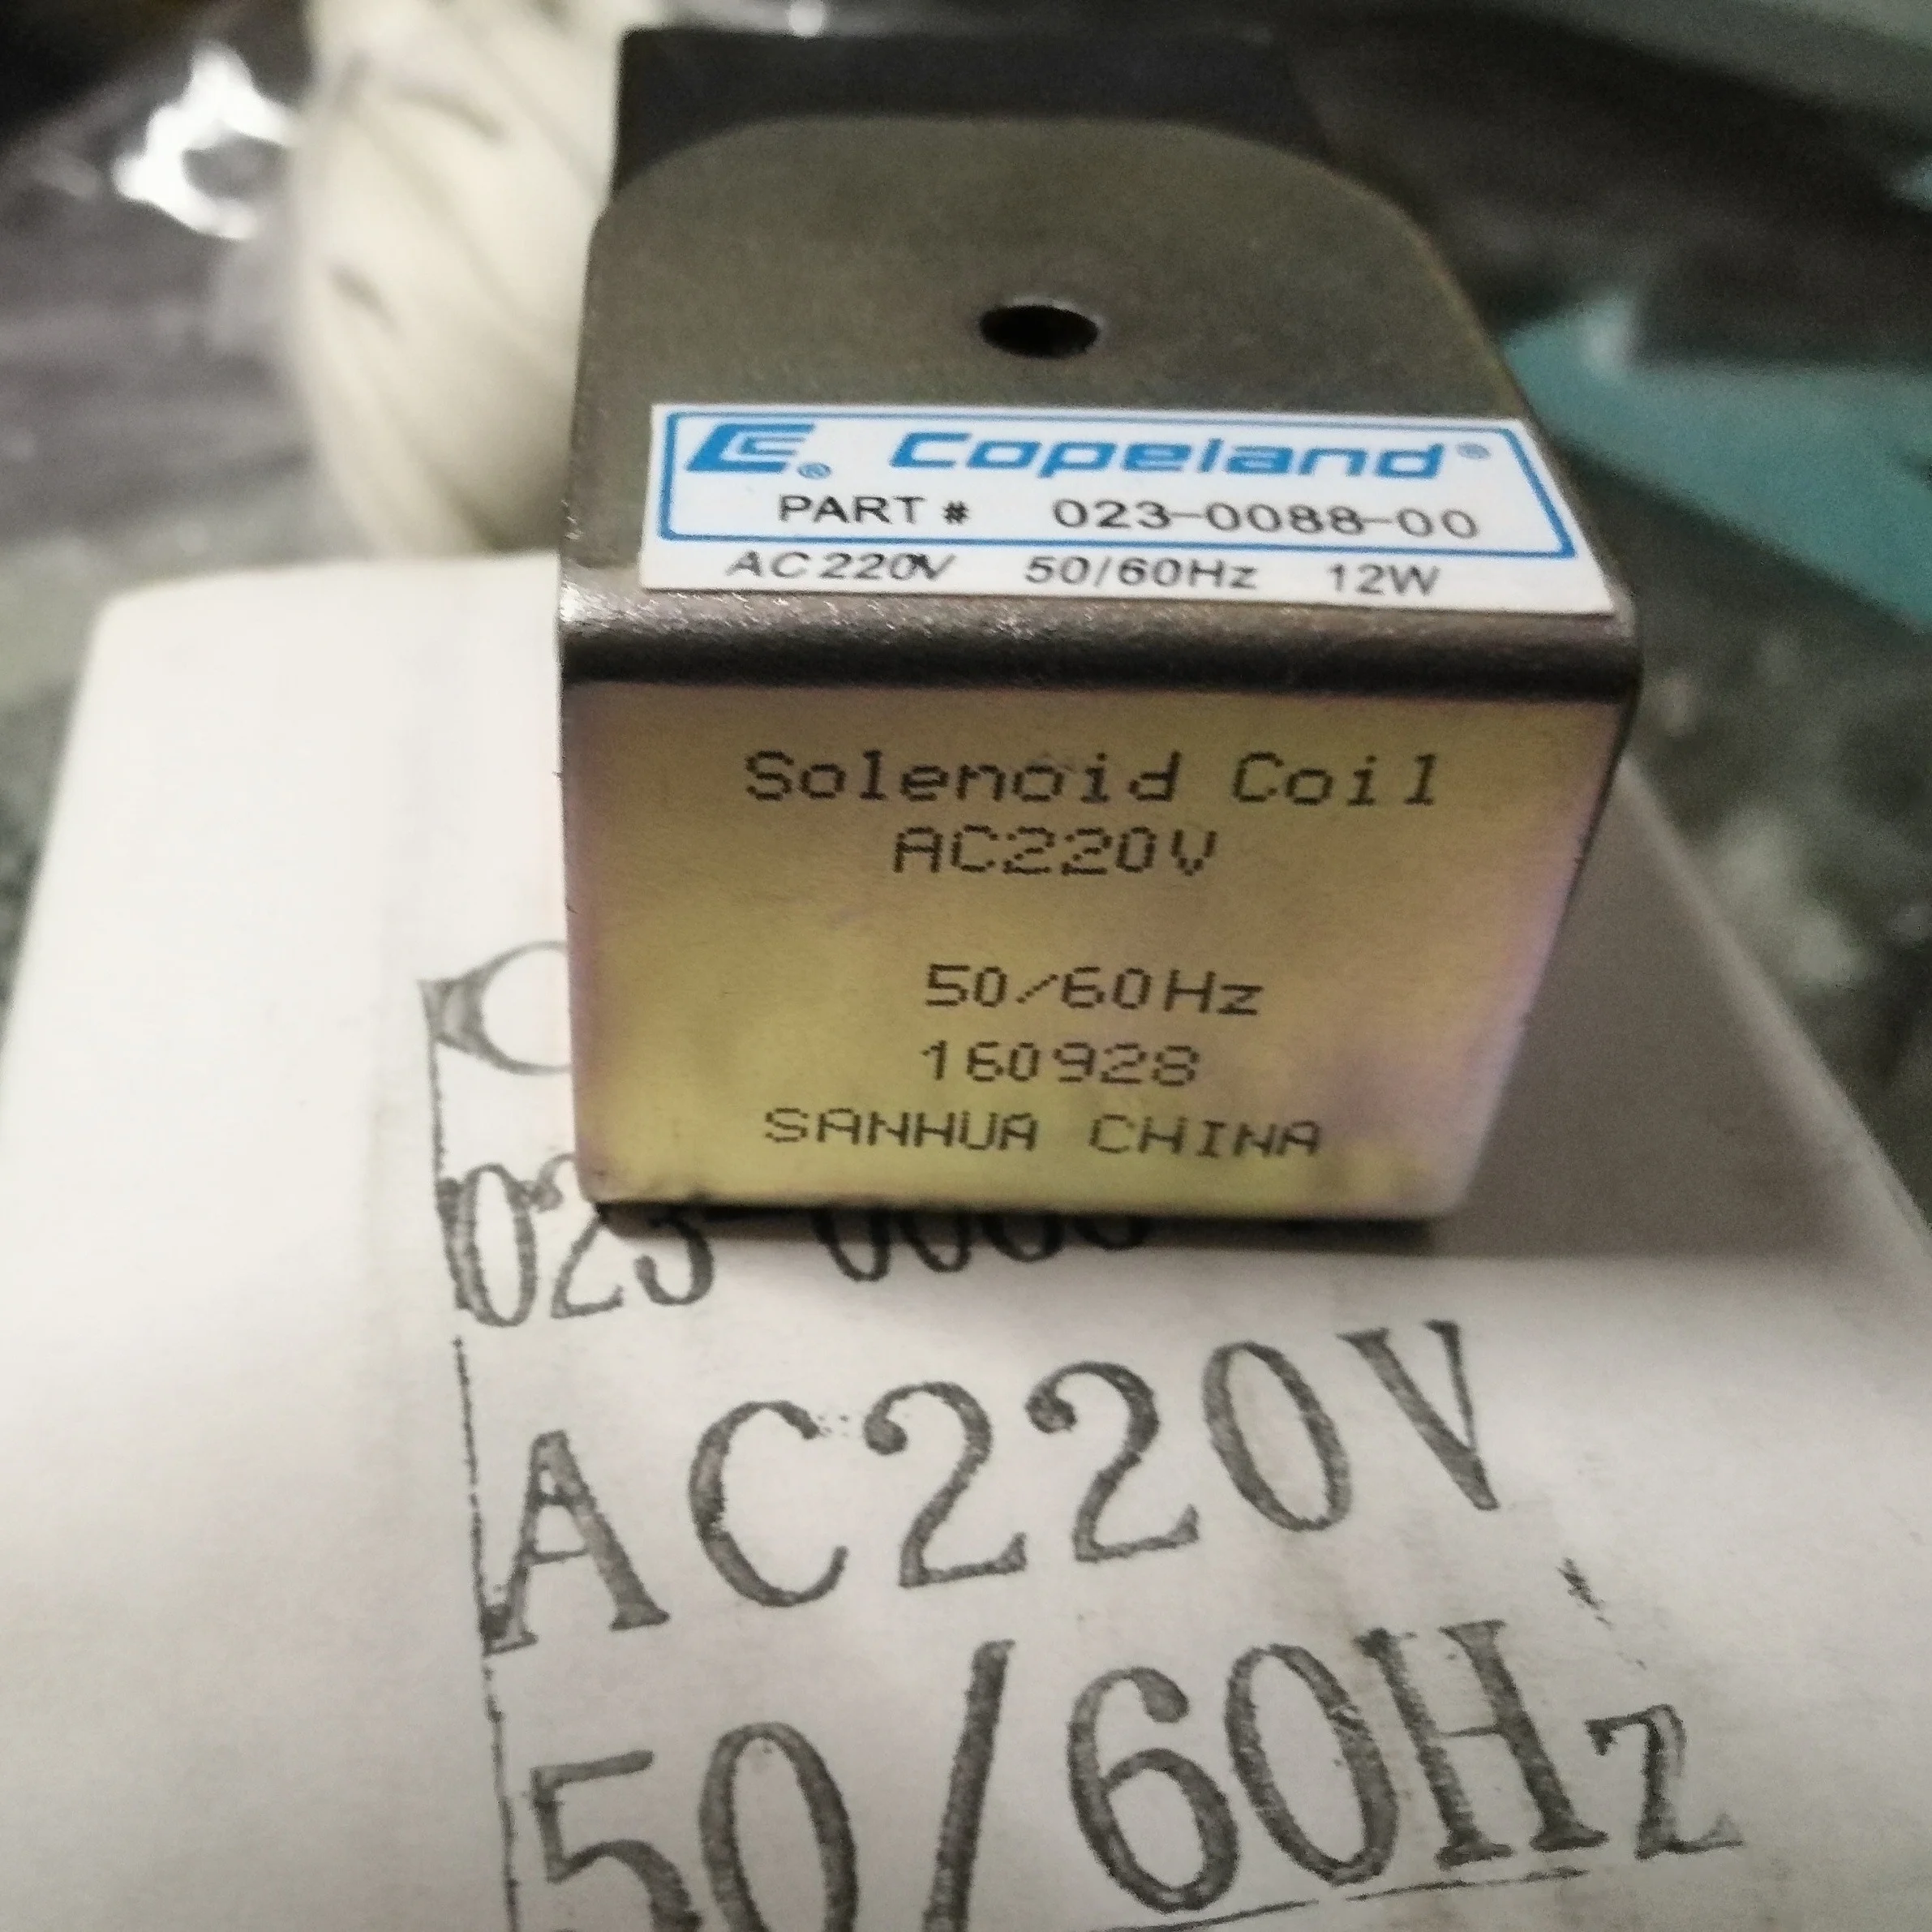 Copeland®
PART # 023-0088-00
AC220V 50/60Hz 12W
Solenoid Coil
AC220V
50/60Hz
160928
SANHUA CHINA
AC220V
50/60Hz